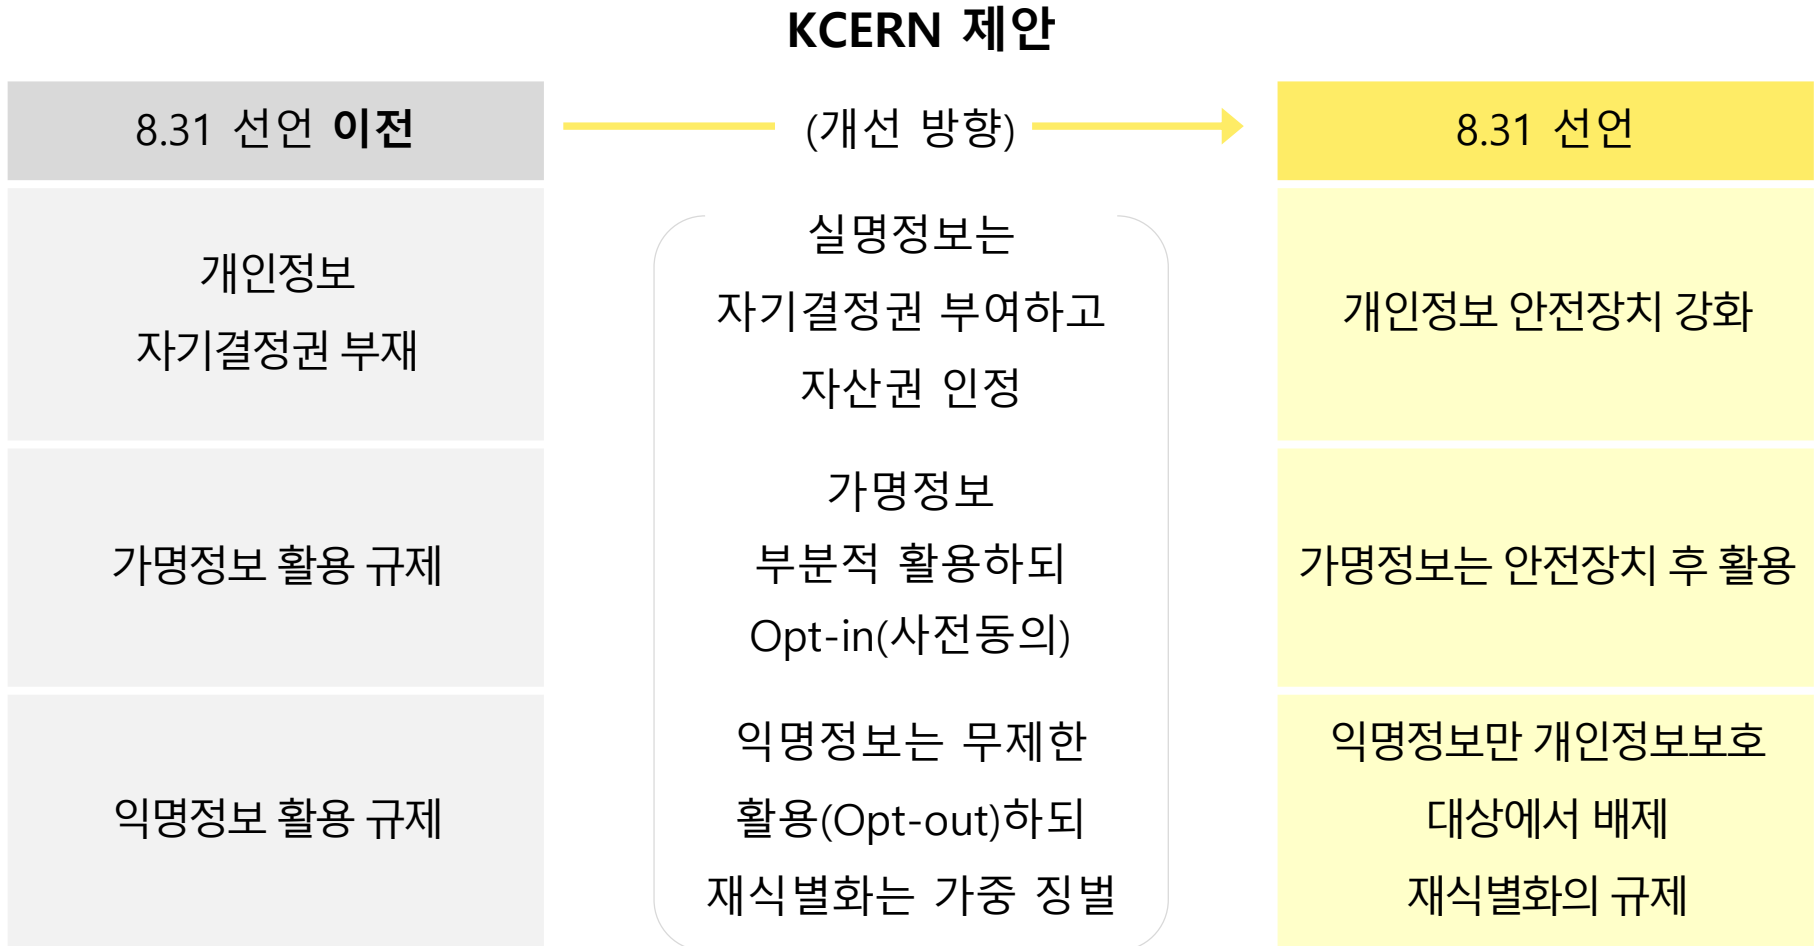 KCERN 제안
8.31 선언 이전
(개선 방향)
8.31 선언
개인정보
자기결정권 부재
실명정보는
자기결정권 부여하고
자산권 인정
개인정보 안전장치 강화
가명정보 활용 규제
가명정보
부분적 활용하되
Opt-in(사전동의)
가명정보는 안전장치 후 활용
익명정보 활용 규제
익명정보는 무제한
활용(Opt-out)하되
재식별화는 가중 징벌
익명정보만 개인정보보호
대상에서 배제
재식별화의 규제